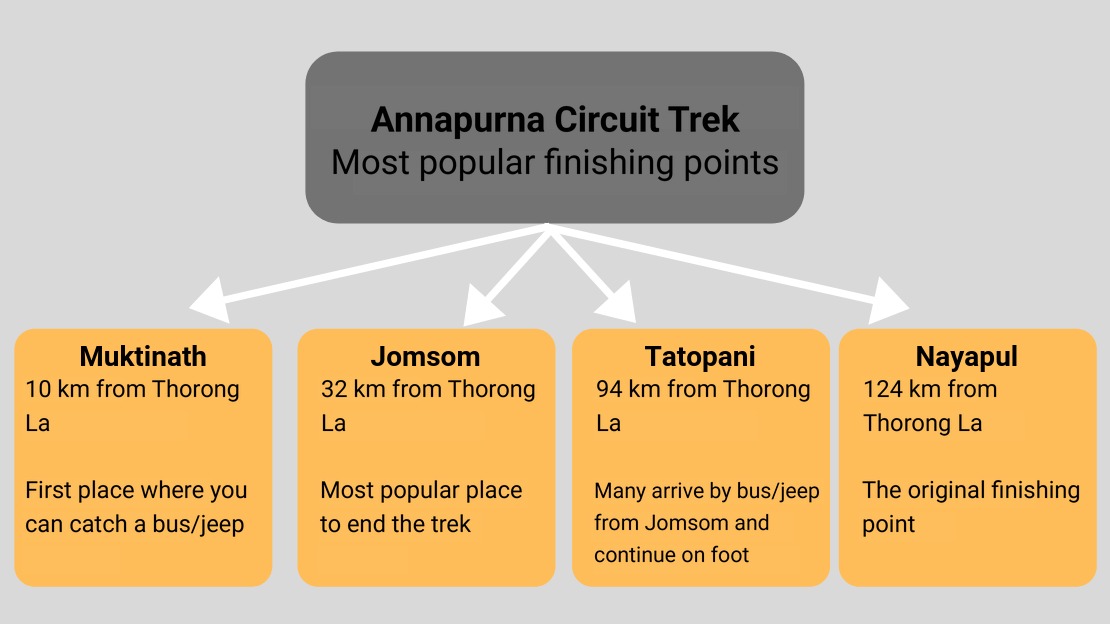 Annapurna Circuit Trek
Most popular finishing points
Muktinath
10 km from Thorong
La
First place where you
can catch a bus/jeep
Jomsom
32 km from Thorong
La
Most popular place
to end the trek
Tatopani
94 km from Thorong
La
Many arrive by bus/jeep
from Jomsom and
continue on foot
Nayapul
124 km from
Thorong La
The original finishing
point